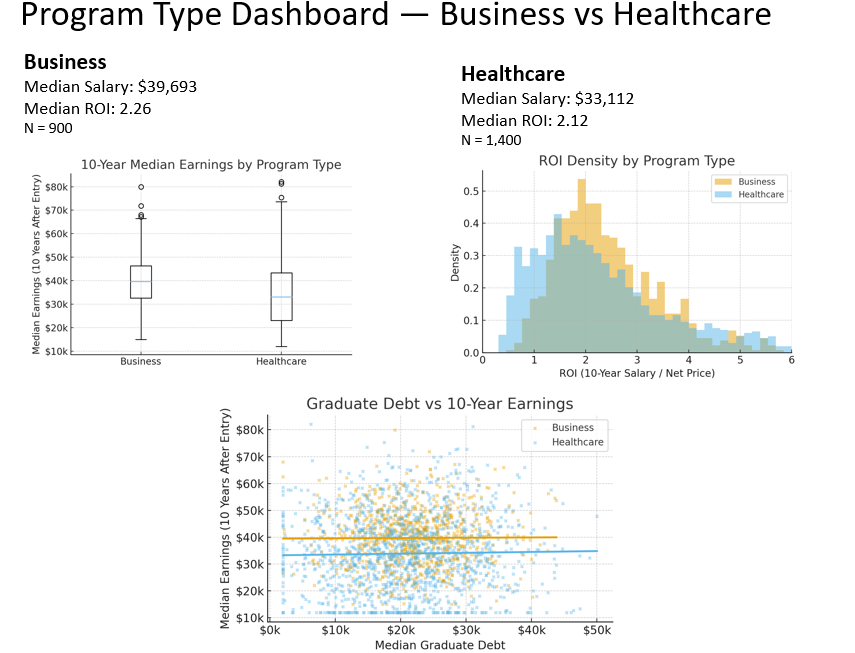 Program Type Dashboard — Business vs Healthcare
Business
Median Salary: $39,693
Median ROI: 2.26
N = 900
Healthcare
Median Salary: $33,112
Median ROI: 2.12
N = 1,400
10-Year Median Earnings by Program Type
Median Earnings (10 Years After Entry)
$80k
$70k
$60k
$50k
$40k
$30k
$20k
$10k
Business
Healthcare
ROI Density by Program Type
Business
Healthcare
Density
0.5
0.4
0.3
0.2
0.1
0.0
0 1 2 3 4 5 6
ROI (10-Year Salary / Net Price)
Graduate Debt vs 10-Year Earnings
Business
Healthcare
Median Earnings (10 Years After Entry)
$80k
$70k
$60k
$50k
$40k
$30k
$20k
$10k
$0k $10k $20k $30k $40k $50k
Median Graduate Debt